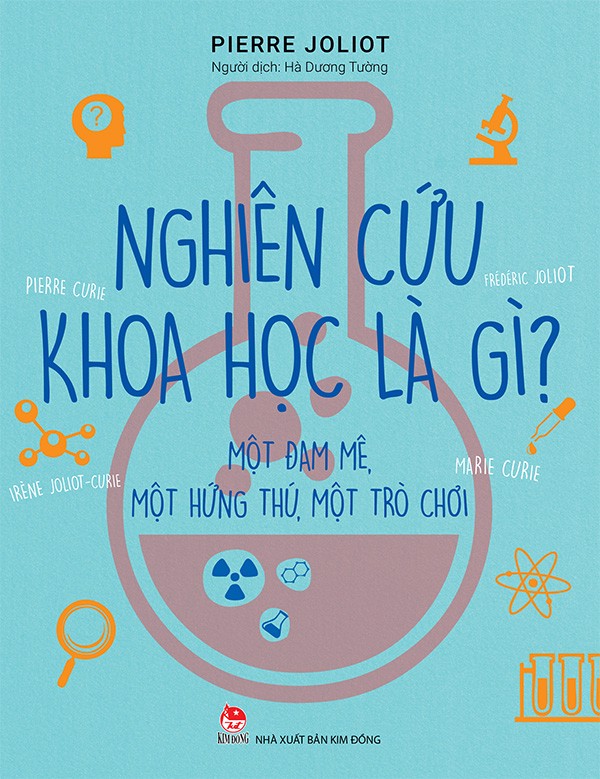 PIERRE JOLIOT
Người dịch: Hà Dương Tường
?
NGHIÊN CỨU
PIERRE CURIE
FRÉDÉRIC JOLIOT
KHOA HỌC LÀ GÌ?
MỘT ĐAM MÊ,
MARIE CURIE
IRÈNE JOLIOT-CURIE
MỘT HỨNG THÚ, MỘT TRÒ CHƠI
KIM ĐỒNG
NHÀ XUẤT BẢN KIM ĐỒNG